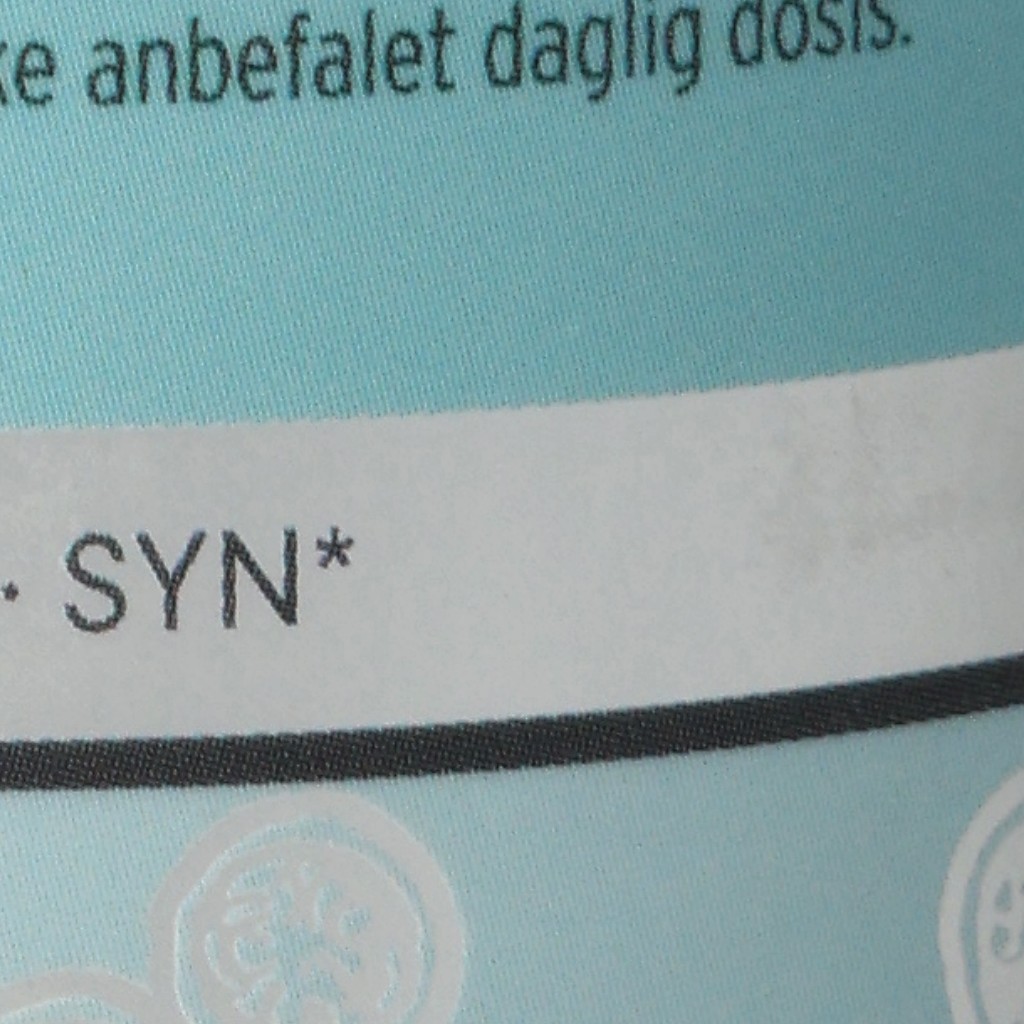 anbefalet daglig dosis.
· SYN*